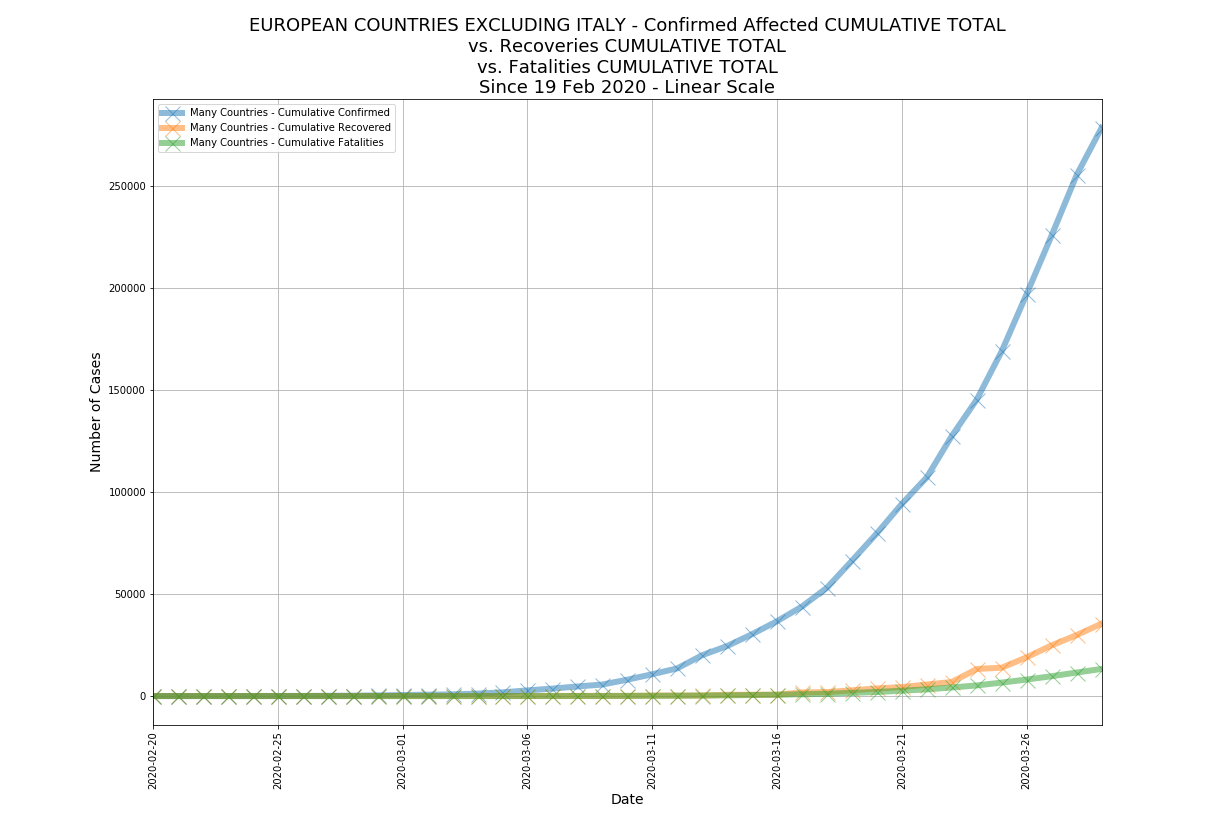 EUROPEAN COUNTRIES EXCLUDING ITALY - Confirmed Affected CUMULATIVE TOTAL
vs. Recoveries CUMULATIVE TOTAL
vs. Fatalities CUMULATIVE TOTAL
Since 19 Feb 2020 - Linear Scale
Many Countries - Cumulative Confirmed
Many Countries - Cumulative Recovered
Many Countries - Cumulative Fatalities
Number of Cases
250000
200000
150000
100000
50000
0
2020-02-20
2020-02-25
2020-03-01
2020-03-06
2020-03-11
2020-03-16
2020-03-21
2020-03-26
Date